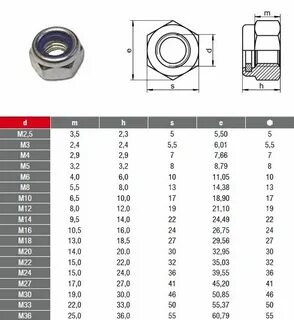 m
e
d
s
h
d m h s e
M2,5 3,5 2,3 5 5,50 5
M3 2,4 2,4 5,5 6,01 5,5
M4 2,9 2,9 7 7,66 7
M5 3,2 3,2 8 8,79 8
M6 4,0 6,0 10 11,05 10
M8 5,5 8,0 13 14,38 13
M10 6,5 10,0 17 18,90 17
M12 8,0 12,0 19 21,10 19
M14 9,5 14,0 22 24,49 22
M16 10,5 16,0 24 26,75 24
M18 13,0 18,5 27 29,56 27
M20 14,0 20,0 30 32,95 30
M22 15,0 22,0 32 35,03 32
M24 15,0 24,0 36 39,55 36
M27 17,0 27,0 41 45,20 41
M30 19,0 30,0 46 50,85 46
M33 22,0 33,0 50 55,37 50
M36 25,0 36,0 55 60,79 55